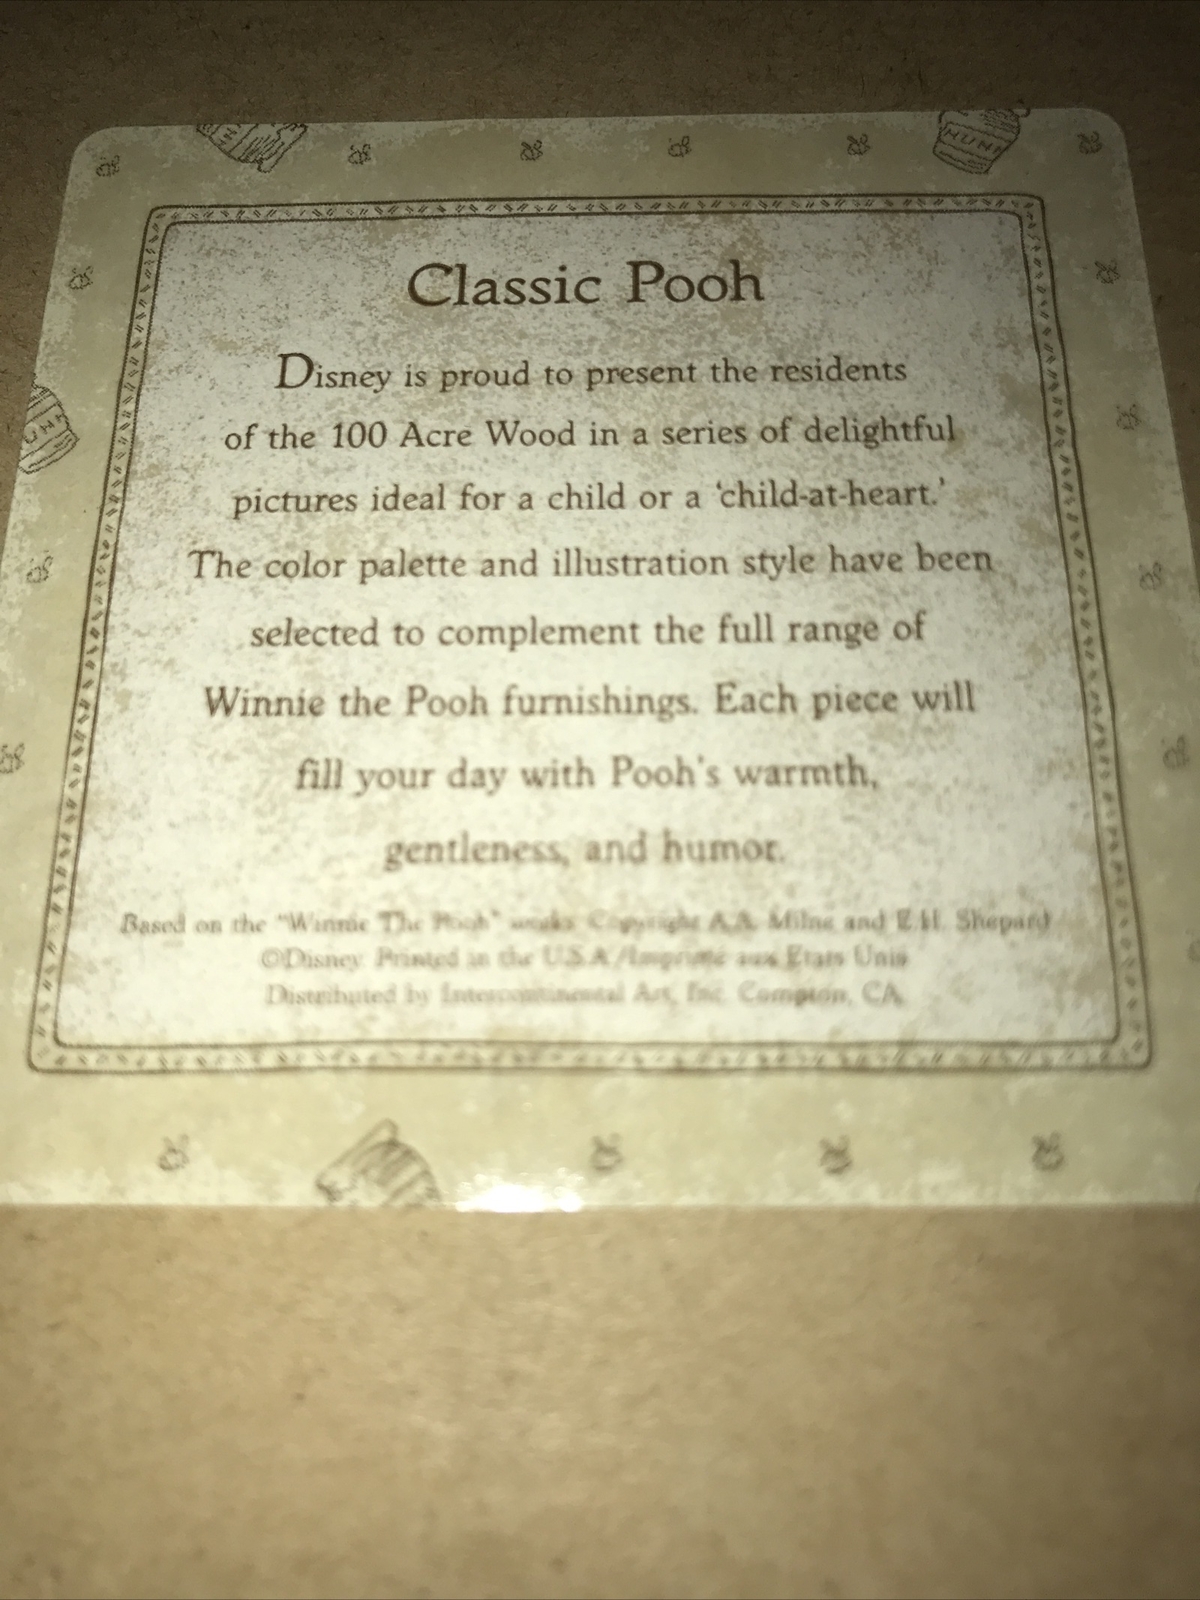 HUNN
Classic Pooh
Disney is proud to present the residents
of the 100 Acre Wood in a series of delightful
pictures ideal for a child or a 'child-at-heart.'
The color palette and illustration style have been
selected to complement the full range of
Winnie the Pooh furnishings. Each piece will
fill your day with Pooh's warmth,
gentleness, and humor.
Based on the "Winnie The Pooh" works Copyright A.A. Milne and E.H. Shepard
©Disney Printed in the U.S.A./Imprimé aux Etats Unis
Distributed by Intercontinental Art, Inc. Compton, CA